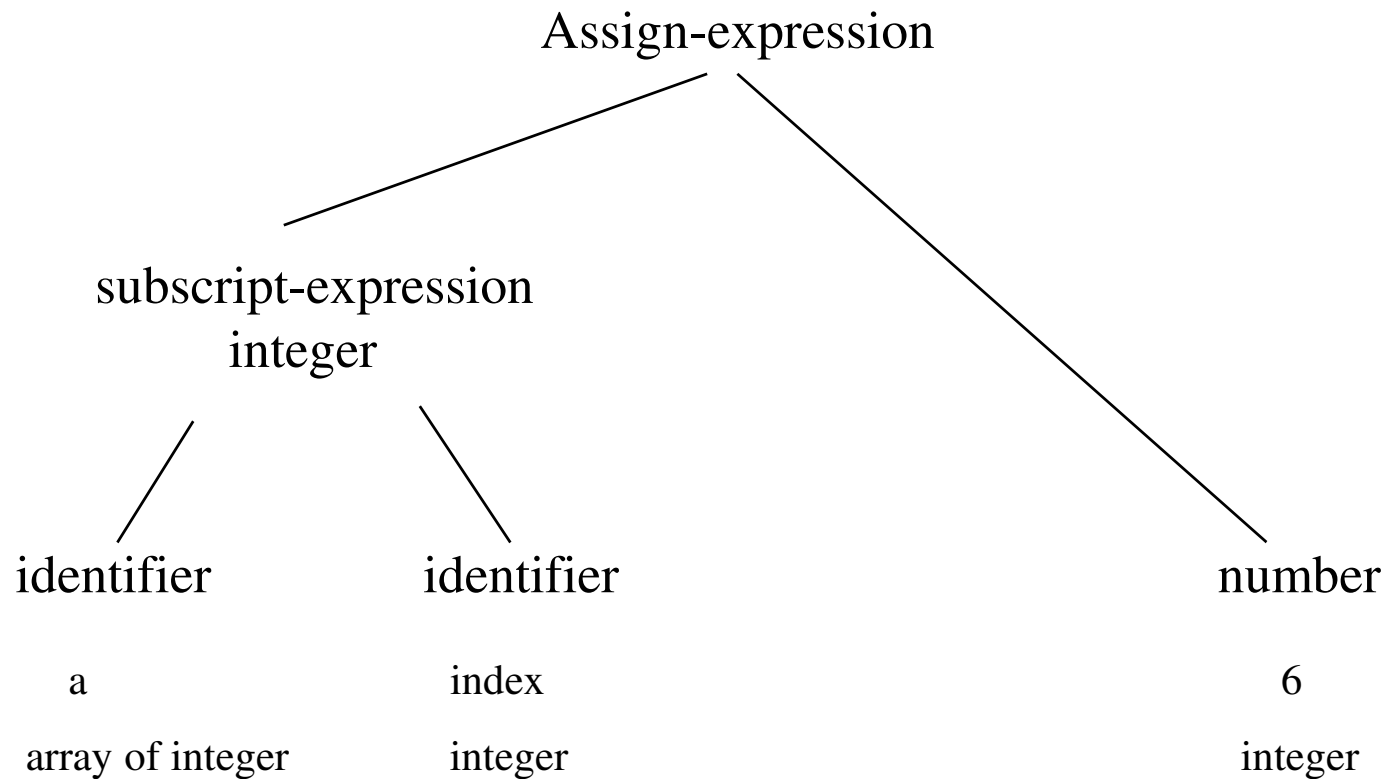 Assign-expression
subscript-expression
integer
identifier identifier number
a index 6
array of integer integer integer